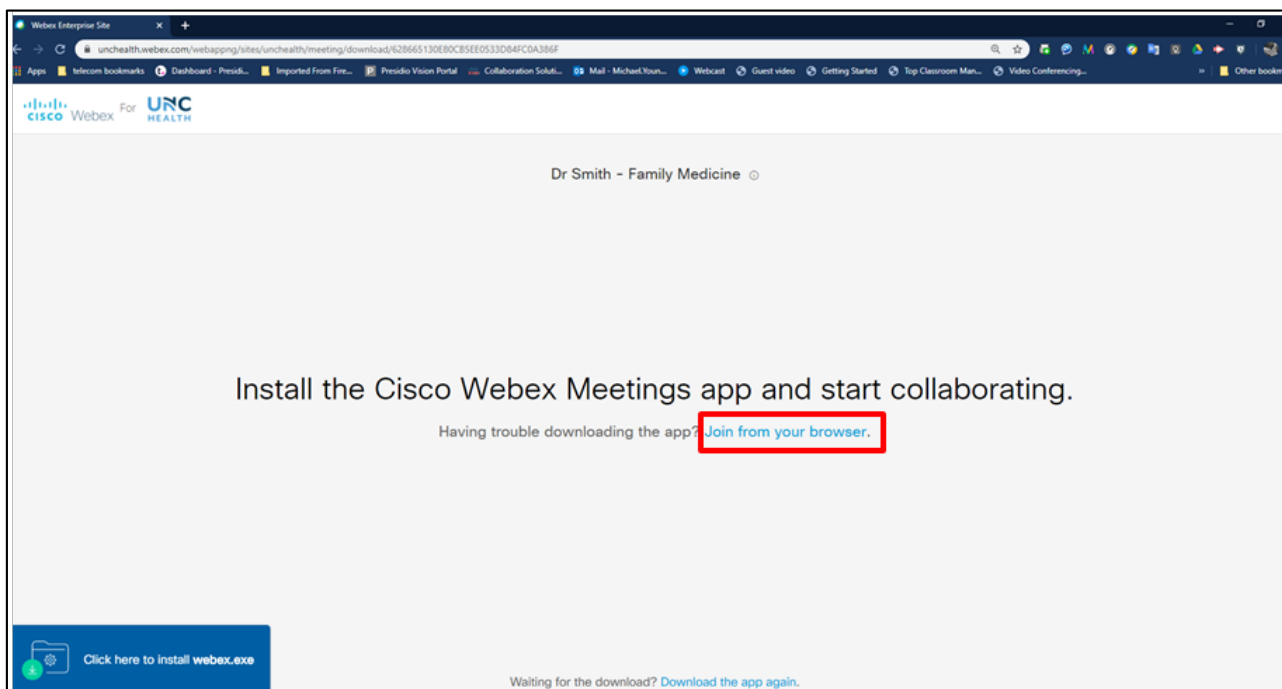 Webex Enterprise Site
unchealth.webex.com/webappng/sites/unchealth/meeting/download/628665130E80CB5EE0533D84FC0A386F
Apps telecom bookmarks Dashboard - Presidi... Imported From Fire... Presidio Vision Portal Collaboration Soluti... Mail - Michael.Youn... Webcast Guest video Getting Started Top Classroom Man... Video Conferencing... » Other bookm
CISCO Webex For UNC HEALTH
Dr Smith - Family Medicine
Install the Cisco Webex Meetings app and start collaborating.
Having trouble downloading the app? Join from your browser.
Click here to install webex.exe
Waiting for the download? Download the app again.